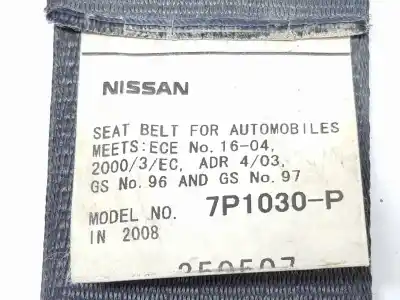 NISSAN
SEAT BELT FOR AUTOMOBILES
MEETS:ECE No. 16-04,
2000/3/EC, ADR 4/03,
GS No. 96 AND GS No. 97
MODEL NO. 7P1030-P
IN 2008